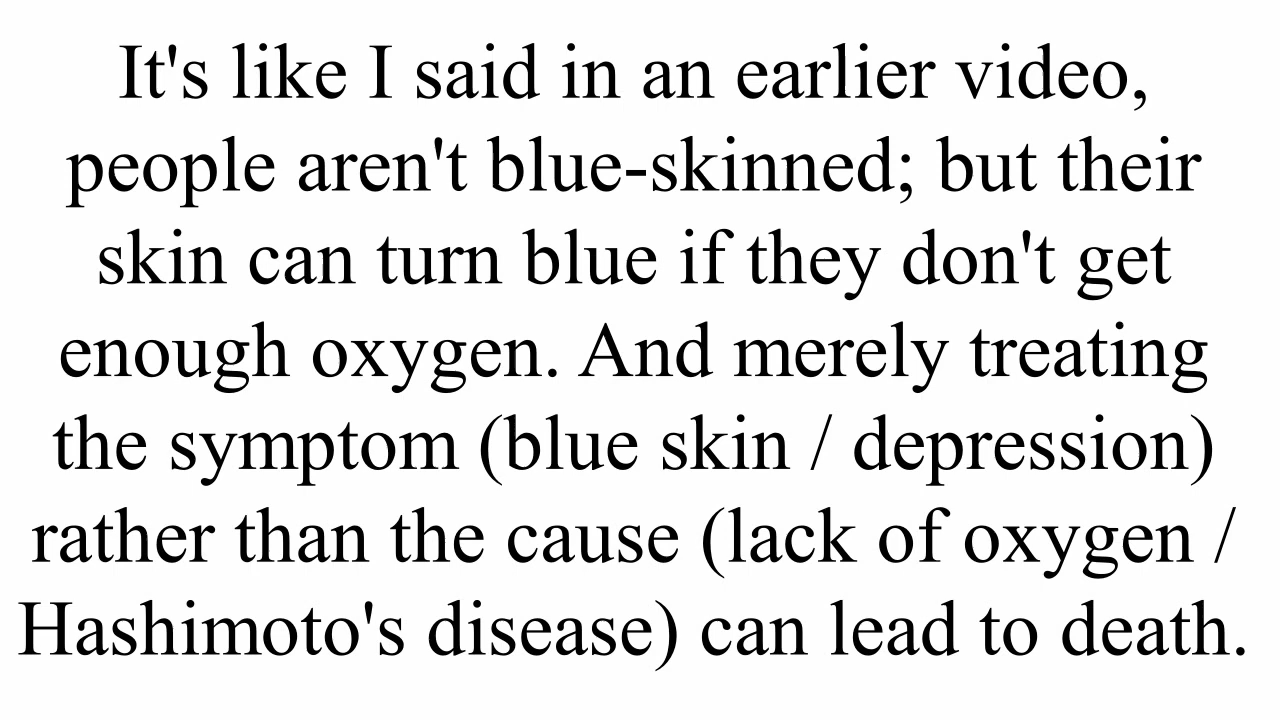 It's like I said in an earlier video,
people aren't blue-skinned; but their
skin can turn blue if they don't get
enough oxygen. And merely treating
the symptom (blue skin / depression)
rather than the cause (lack of oxygen /
Hashimoto's disease) can lead to death.